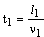 t₁ = l₁/v₁